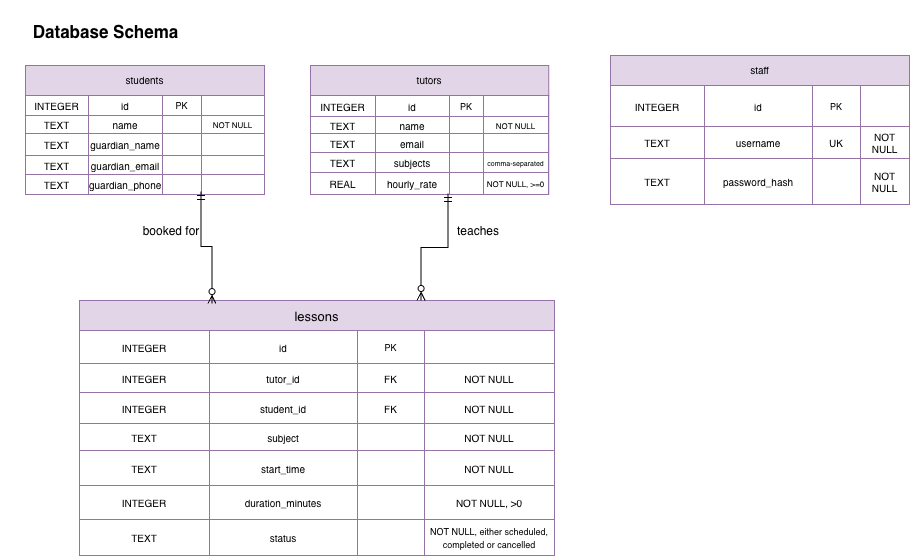 Database Schema
students
INTEGER id PK
TEXT name NOT NULL
TEXT guardian_name
TEXT guardian_email
TEXT guardian_phone
tutors
INTEGER id PK
TEXT name NOT NULL
TEXT email
TEXT subjects comma-separated
REAL hourly_rate NOT NULL, >=0
staff
INTEGER id PK
TEXT username UK NOT NULL
TEXT password_hash NOT NULL
booked for
teaches
lessons
INTEGER id PK
INTEGER tutor_id FK NOT NULL
INTEGER student_id FK NOT NULL
TEXT subject NOT NULL
TEXT start_time NOT NULL
INTEGER duration_minutes NOT NULL, >0
TEXT status NOT NULL, either scheduled,
completed or cancelled